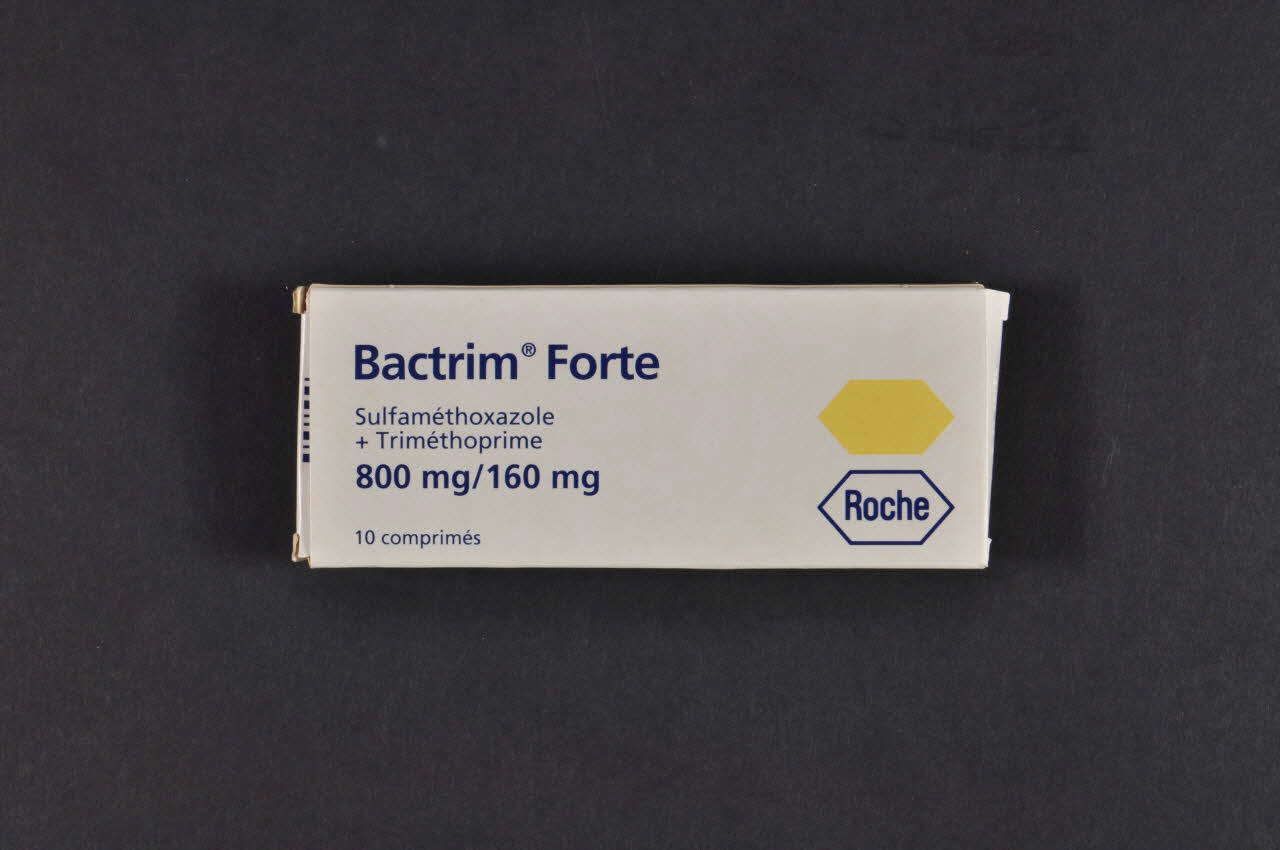 Bactrim® Forte
Sulfaméthoxazole
+ Triméthoprime
800 mg/160 mg
10 comprimés
Roche